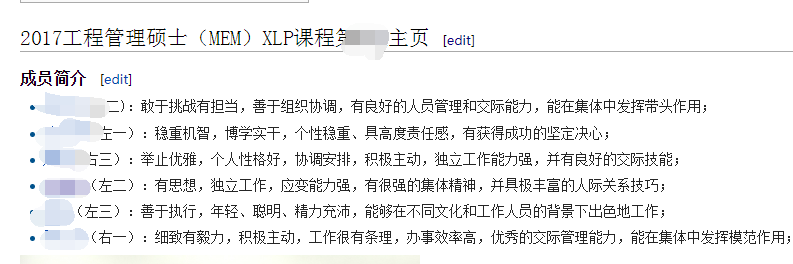 2017工程管理硕士（MEM）XLP课程第 主页 [edit]
成员简介 [edit]
二）：敢于挑战有担当，善于组织协调，有良好的人员管理和交际能力，能在集体中发挥带头作用；
左一）：稳重机智，博学实干，个性稳重、具高度责任感，有获得成功的坚定决心；
右三）：举止优雅，个人性格好，协调安排，积极主动，独立工作能力强，并有良好的交际技能；
（左二）：有思想，独立工作，应变能力强，有很强的集体精神，并具极丰富的人际关系技巧；
（左三）：善于执行，年轻、聪明、精力充沛，能够在不同文化和工作人员的背景下出色地工作；
（右一）：细致有毅力，积极主动，工作很有条理，办事效率高，优秀的交际管理能力，能在集体中发挥模范作用；